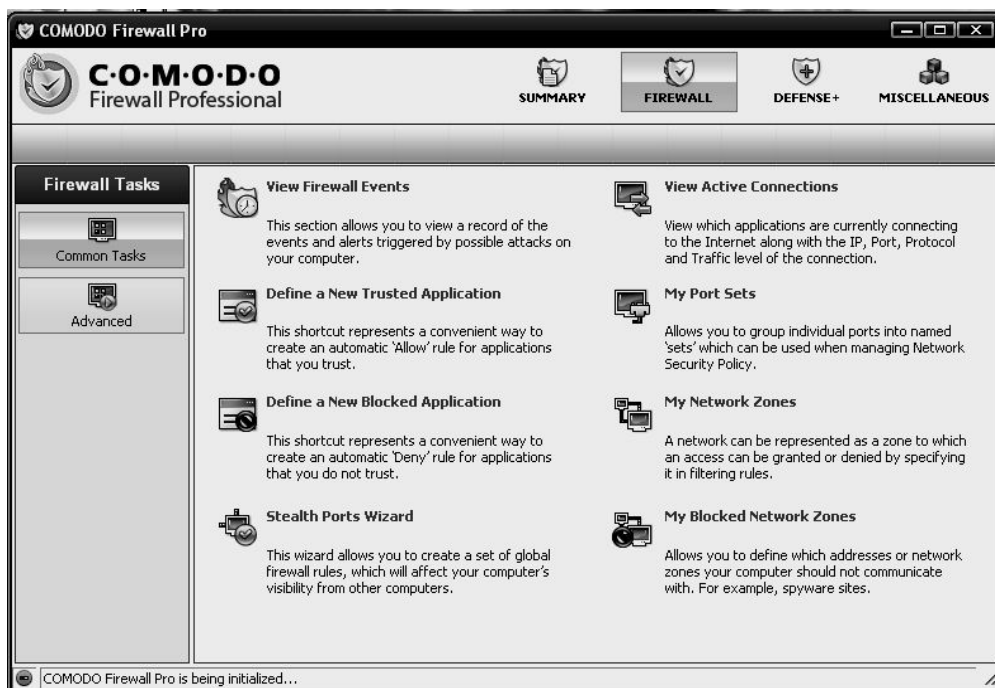 COMODO Firewall Pro
C·O·M·O·D·O
Firewall Professional
SUMMARY
FIREWALL
DEFENSE+
MISCELLANEOUS
Firewall Tasks
Common Tasks
Advanced
View Firewall Events
This section allows you to view a record of the
events and alerts triggered by possible attacks on
your computer.
Define a New Trusted Application
This shortcut represents a convenient way to
create an automatic 'Allow' rule for applications
that you trust.
Define a New Blocked Application
This shortcut represents a convenient way to
create an automatic 'Deny' rule for applications
that you do not trust.
Stealth Ports Wizard
This wizard allows you to create a set of global
firewall rules, which will affect your computer's
visibility from other computers.
View Active Connections
View which applications are currently connecting
to the Internet along with the IP, Port, Protocol
and Traffic level of the connection.
My Port Sets
Allows you to group individual ports into named
'sets' which can be used when managing Network
Security Policy.
My Network Zones
A network can be represented as a zone to which
an access can be granted or denied by specifying
it in filtering rules.
My Blocked Network Zones
Allows you to define which addresses or network
zones your computer should not communicate
with. For example, spyware sites.
COMODO Firewall Pro is being initialized...